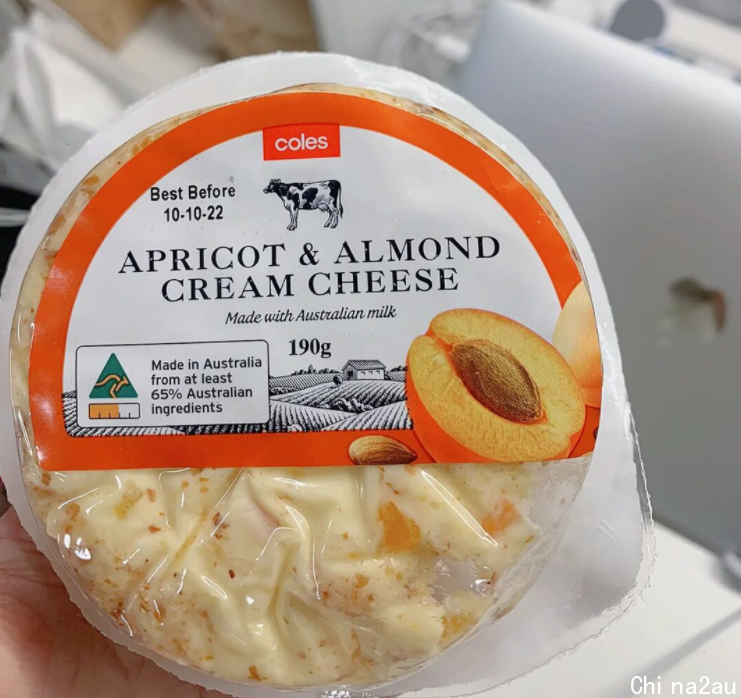 coles
Best Before
10-10-22
APRICOT & ALMOND
CREAM CHEESE
Made with Australian milk
190g
Made in Australia
from at least
65% Australian
ingredients
Chi na2au